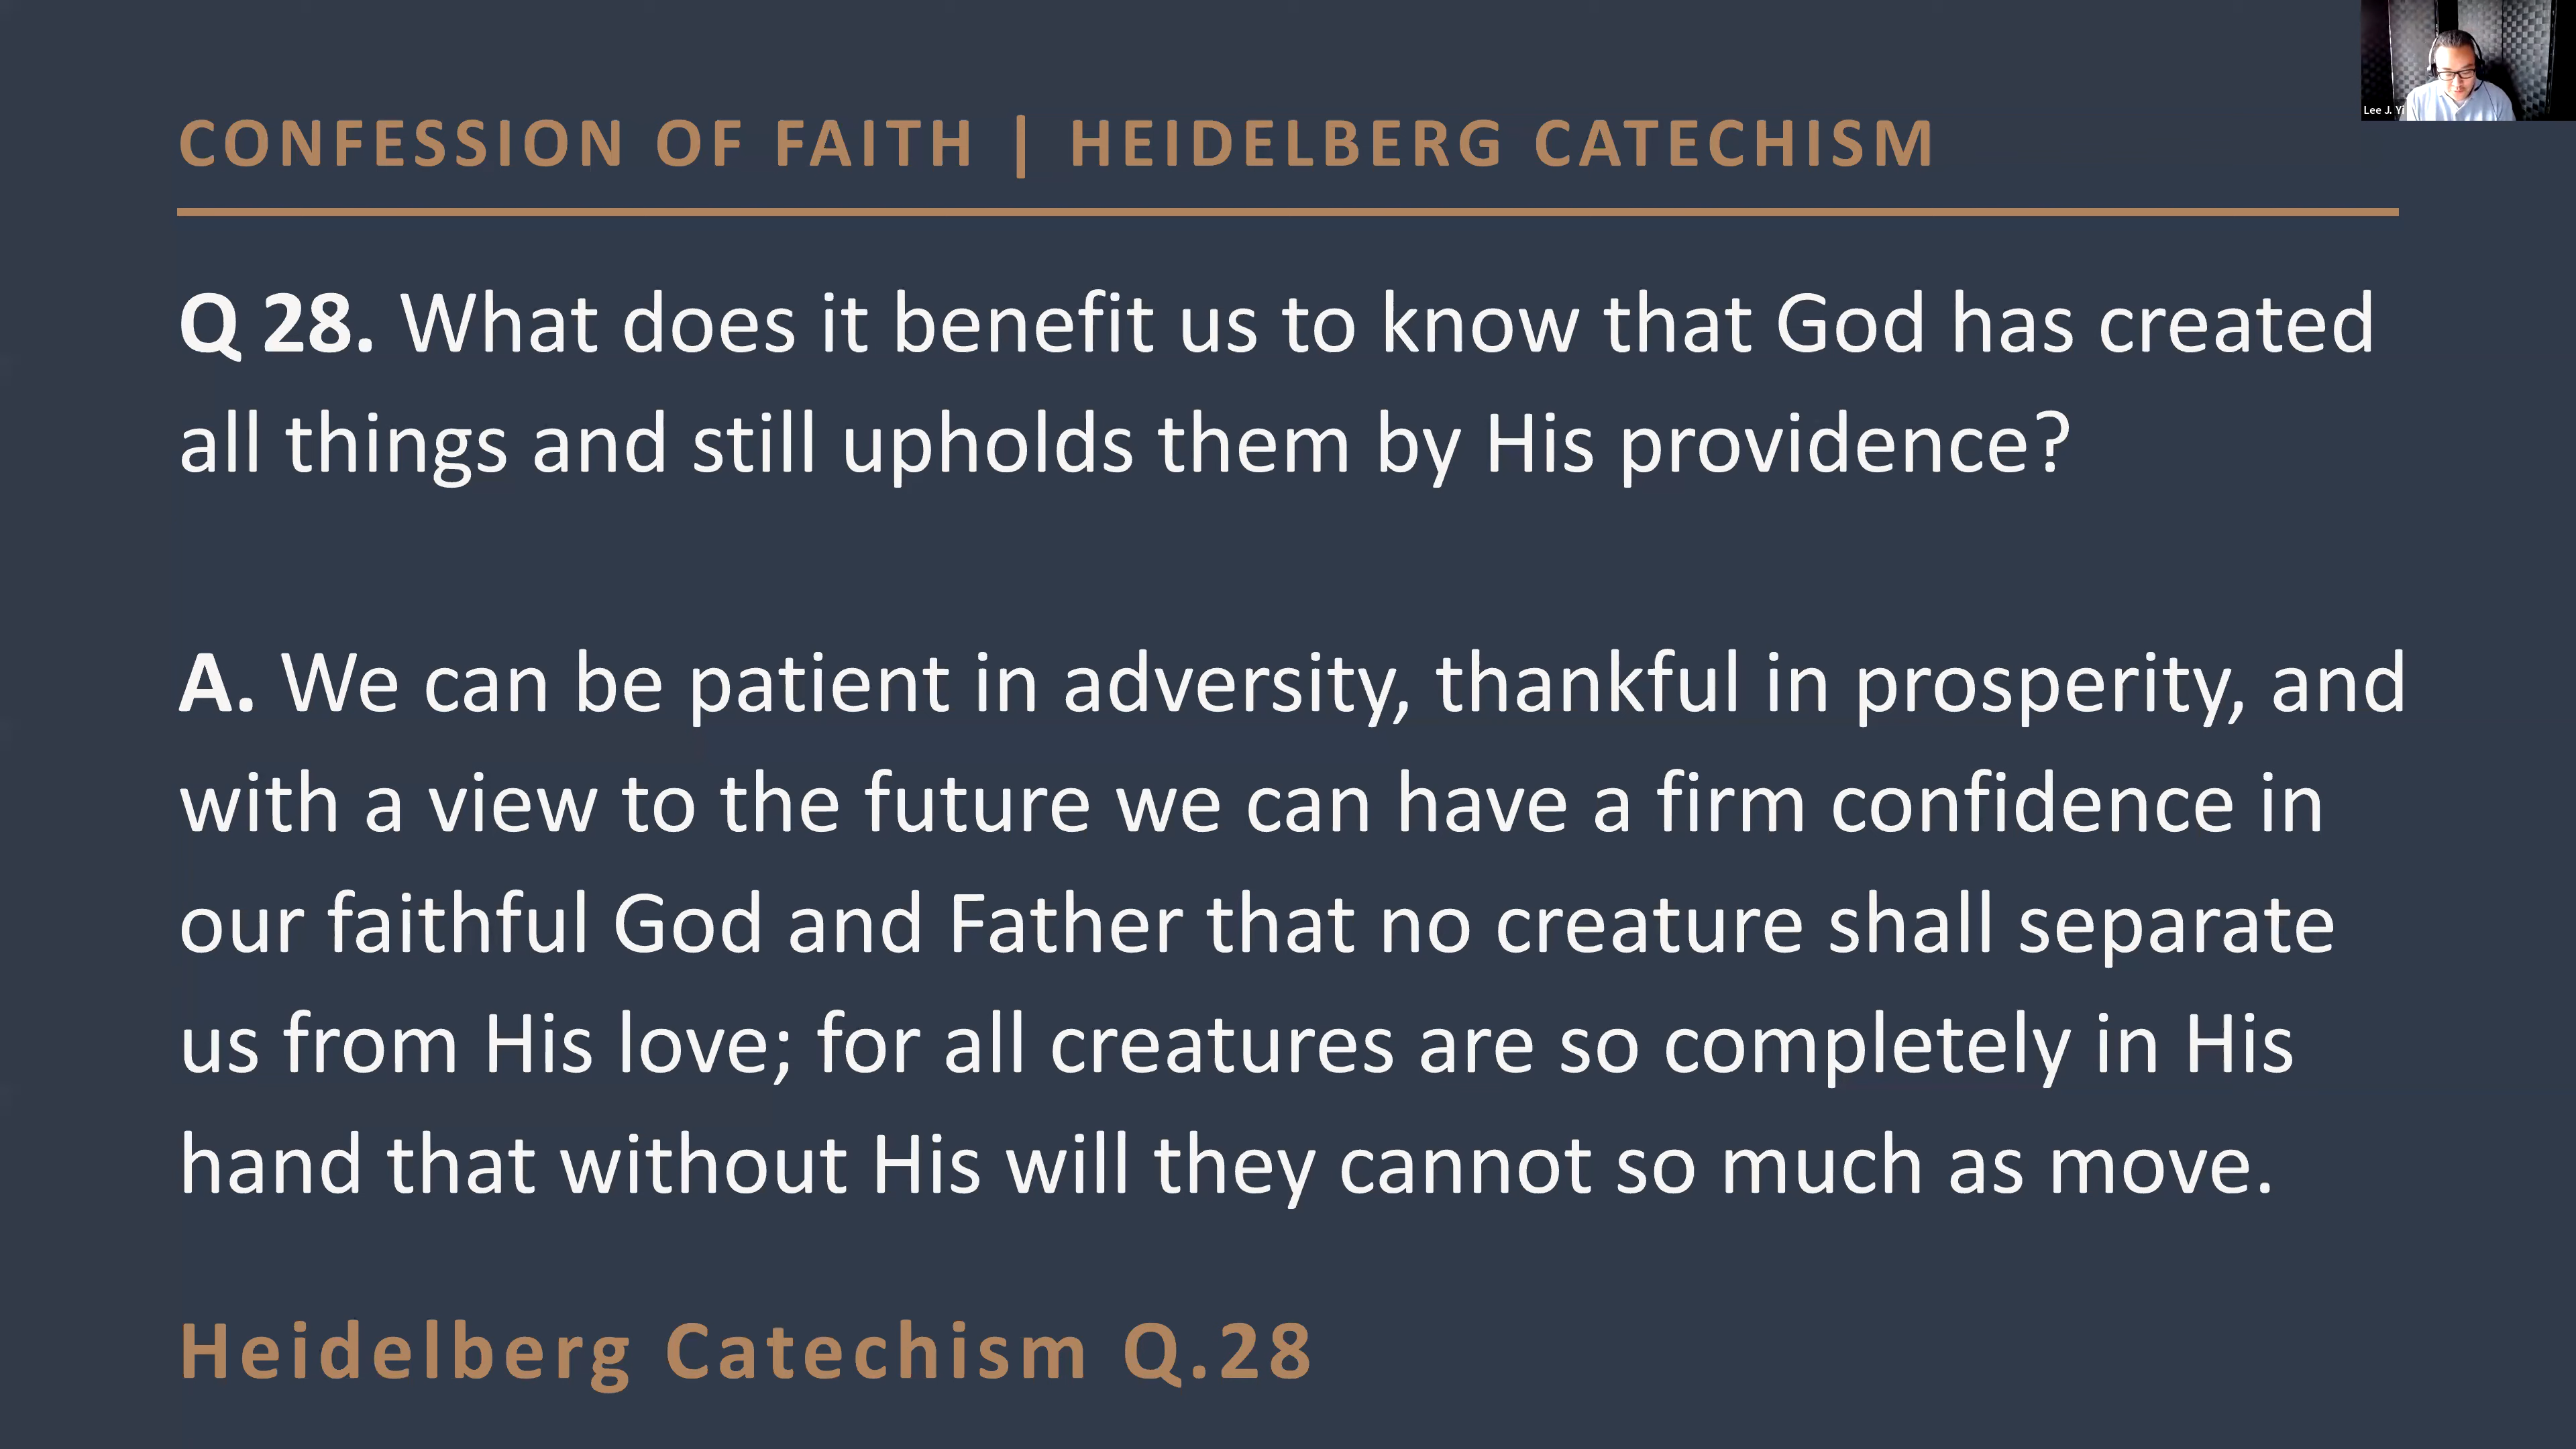 CONFESSION OF FAITH | HEIDELBERG CATECHISM
Lee J. Yi
Q 28. What does it benefit us to know that God has created
all things and still upholds them by His providence?
A. We can be patient in adversity, thankful in prosperity, and
with a view to the future we can have a firm confidence in
our faithful God and Father that no creature shall separate
us from His love; for all creatures are so completely in His
hand that without His will they cannot so much as move.
Heidelberg Catechism Q.28